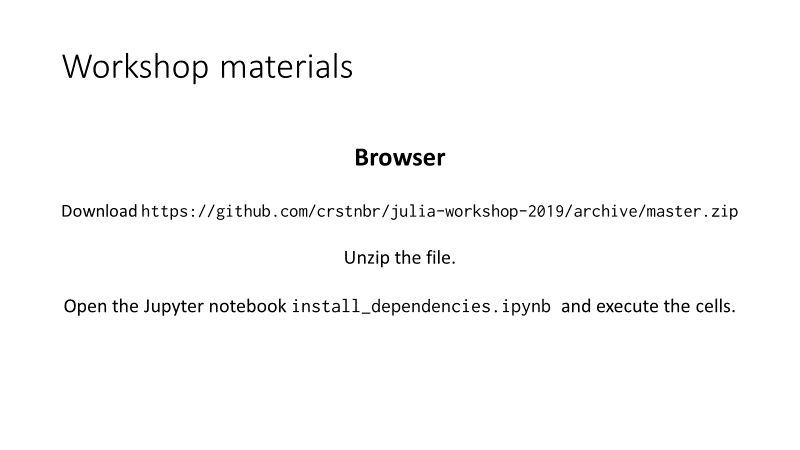 Workshop materials
Browser
Download https://github.com/crstnbr/julia-workshop-2019/archive/master.zip
Unzip the file.
Open the Jupyter notebook install_dependencies.ipynb and execute the cells.